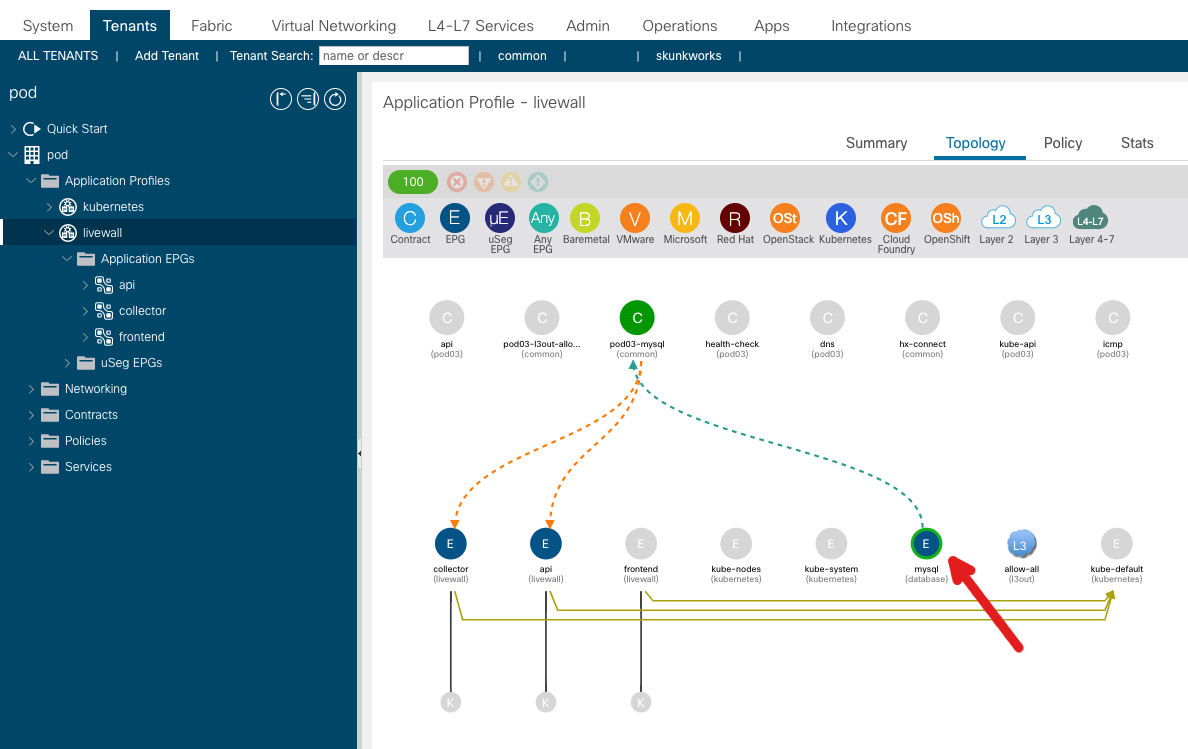 System Tenants Fabric Virtual Networking L4-L7 Services Admin Operations Apps Integrations
ALL TENANTS | Add Tenant | Tenant Search: name or descr | common | | skunkworks |
pod
Quick Start
pod
Application Profiles
kubernetes
livewall
Application EPGs
api
collector
frontend
uSeg EPGs
Networking
Contracts
Policies
Services
Application Profile - livewall
Summary Topology Policy Stats
100
C E uE Any B V M R OSt K CF OSh L2 L3 L4-L7
Contract EPG uSeg EPG Any EPG Baremetal VMware Microsoft Red Hat OpenStack Kubernetes Cloud Foundry OpenShift Layer 2 Layer 3 Layer 4-7
C C C C C C C C
api pod03-l3out-allo... pod03-mysql health-check dns hx-connect kube-api icmp
(pod03) (common) (common) (pod03) (pod03) (common) (pod03) (pod03)
E E E E E E L3 E
collector api frontend kube-nodes kube-system mysql allow-all kube-default
(livewall) (livewall) (livewall) (kubernetes) (kubernetes) (database) (l3out) (kubernetes)
K K K